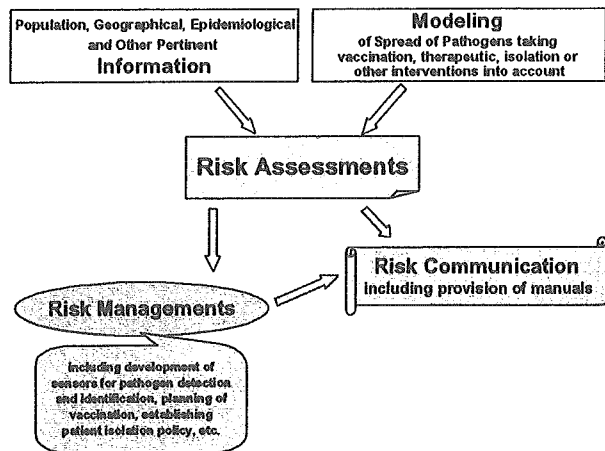 Population, Geographical, Epidemiological
and Other Pertinent
Information
Modeling
of Spread of Pathogens taking
vaccination, therapeutic, isolation or
other interventions into account
Risk Assessments
Risk Communication
including provision of manuals
Risk Managements
Including development of
sensors for pathogen detection
and identification, planning of
vaccination, establishing
patient isolation policy, etc.